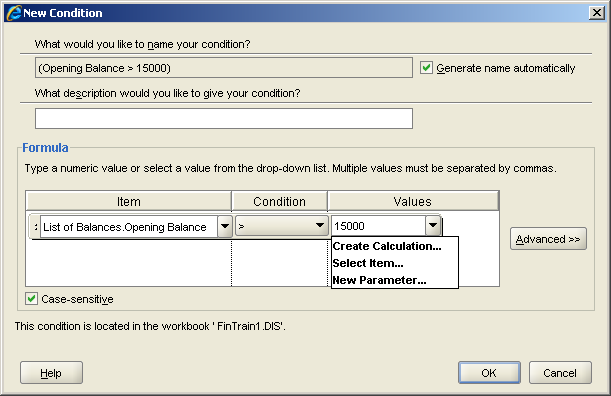 New Condition
What would you like to name your condition?
(Opening Balance > 15000)
Generate name automatically
What description would you like to give your condition?
Formula
Type a numeric value or select a value from the drop-down list. Multiple values must be separated by commas.
Item Condition Values
: List of Balances.Opening Balance > 15000
Create Calculation...
Select Item...
New Parameter...
Advanced >>
Case-sensitive
This condition is located in the workbook ' FinTrain1.DIS'.
Help OK Cancel